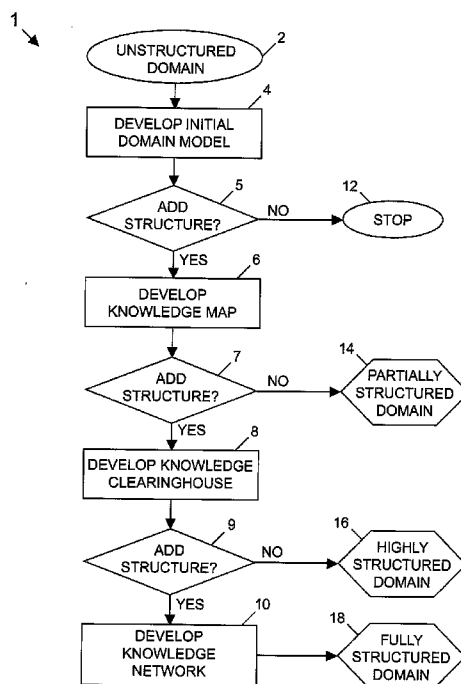 1
2
UNSTRUCTURED
DOMAIN
4
DEVELOP INITIAL
DOMAIN MODEL
5
12
ADD
STRUCTURE?
NO
STOP
YES
6
DEVELOP
KNOWLEDGE MAP
7
14
ADD
STRUCTURE?
NO
PARTIALLY
STRUCTURED
DOMAIN
YES
8
DEVELOP KNOWLEDGE
CLEARINGHOUSE
9
16
ADD
STRUCTURE?
NO
HIGHLY
STRUCTURED
DOMAIN
YES
10
18
DEVELOP
KNOWLEDGE
NETWORK
FULLY
STRUCTURED
DOMAIN